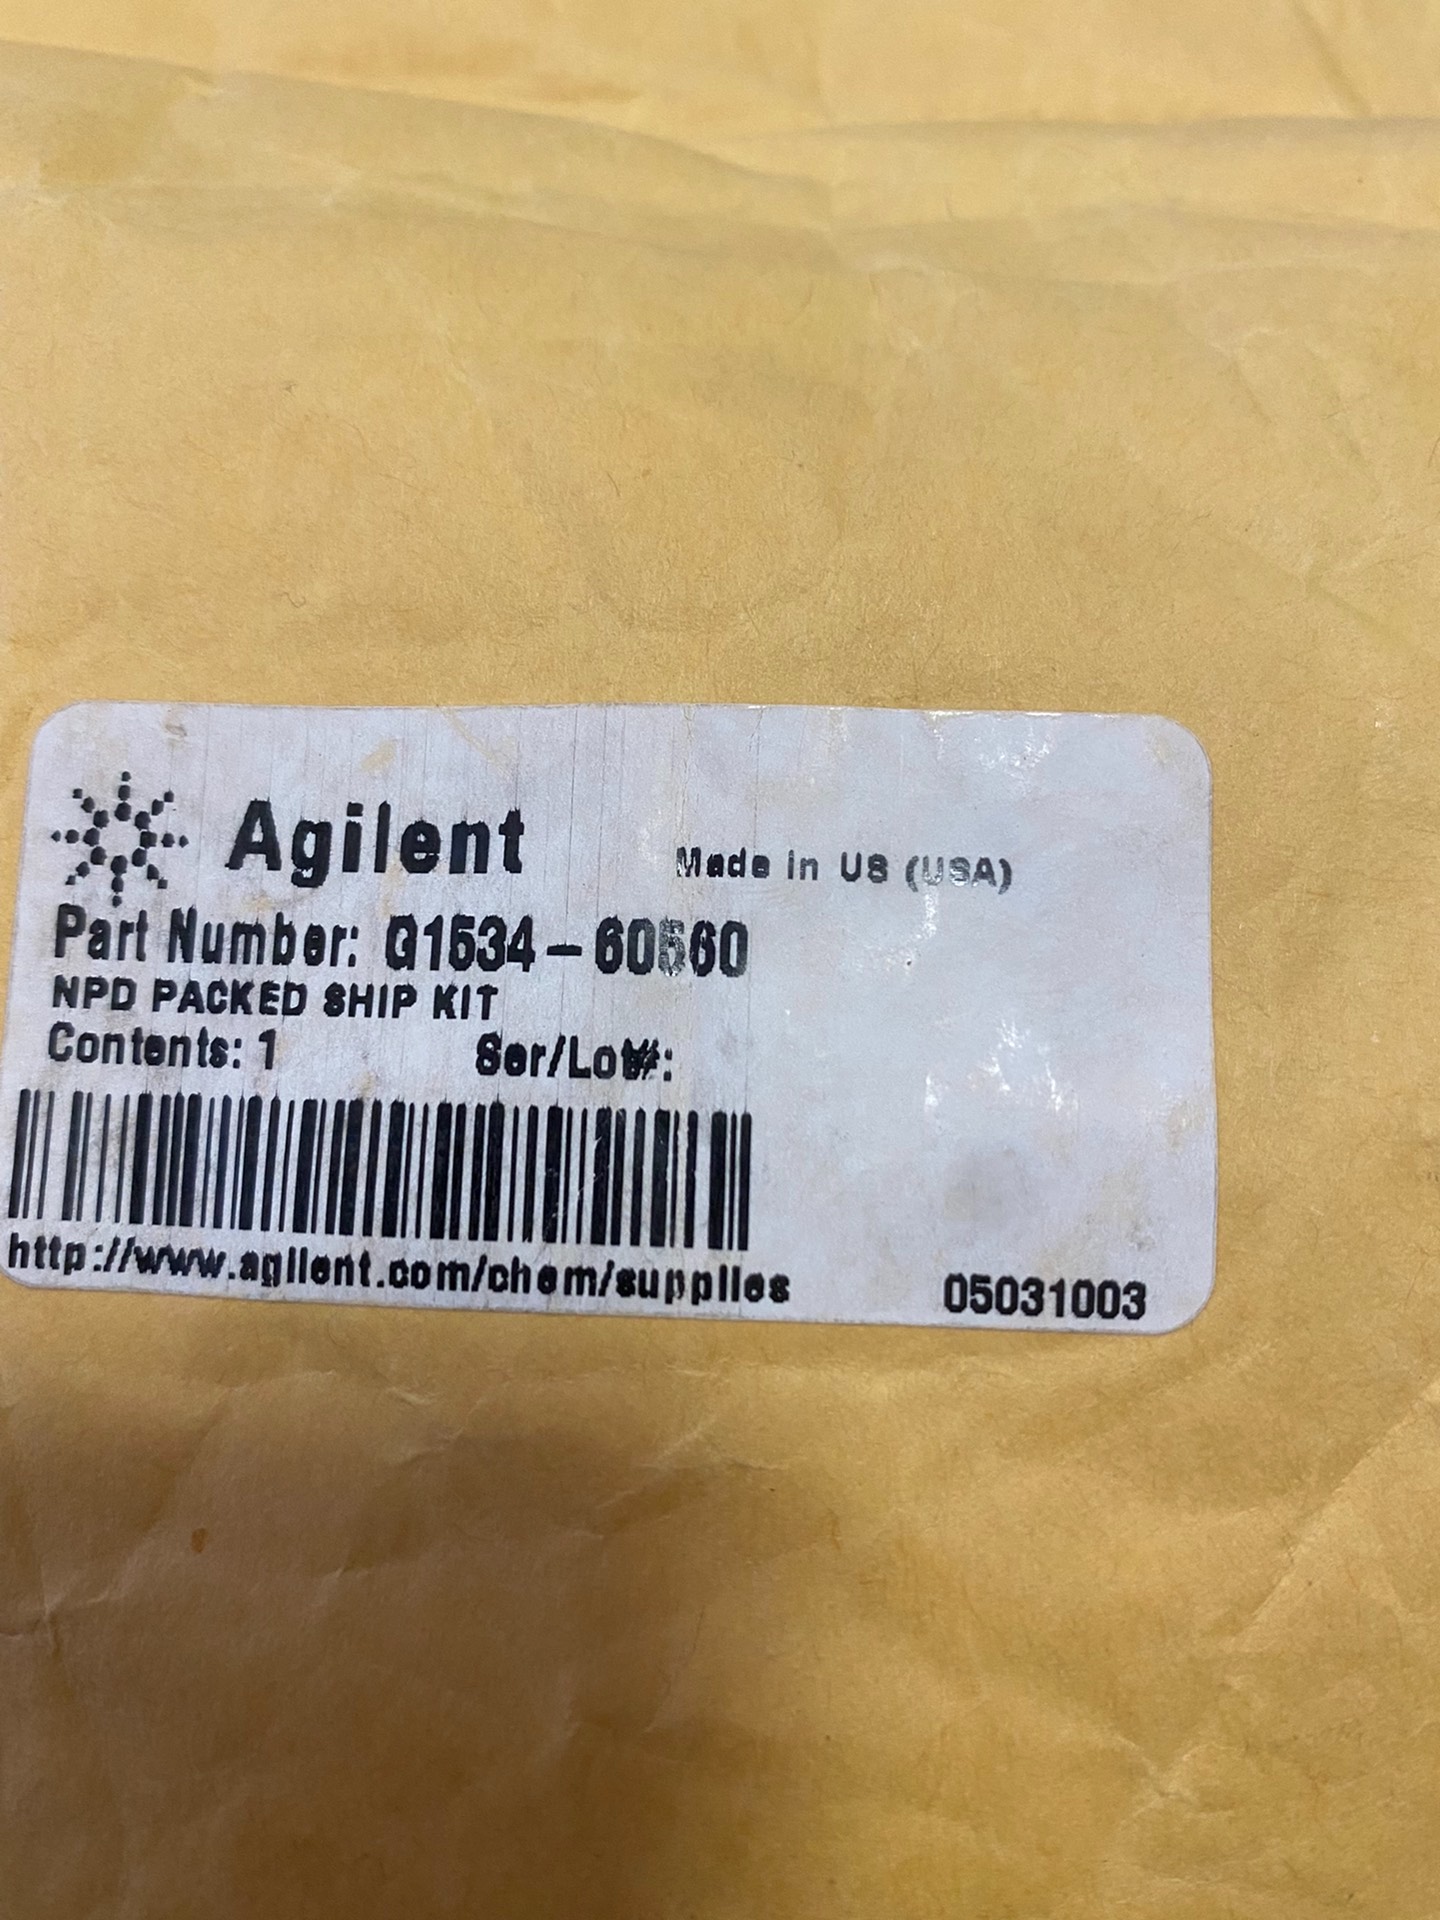 Agilent
Made in US (USA)
Part Number: G1534-60560
NPD PACKED SHIP KIT
Contents: 1 Ser/Lot#:
http://www.agilent.com/chem/supplies 05031003